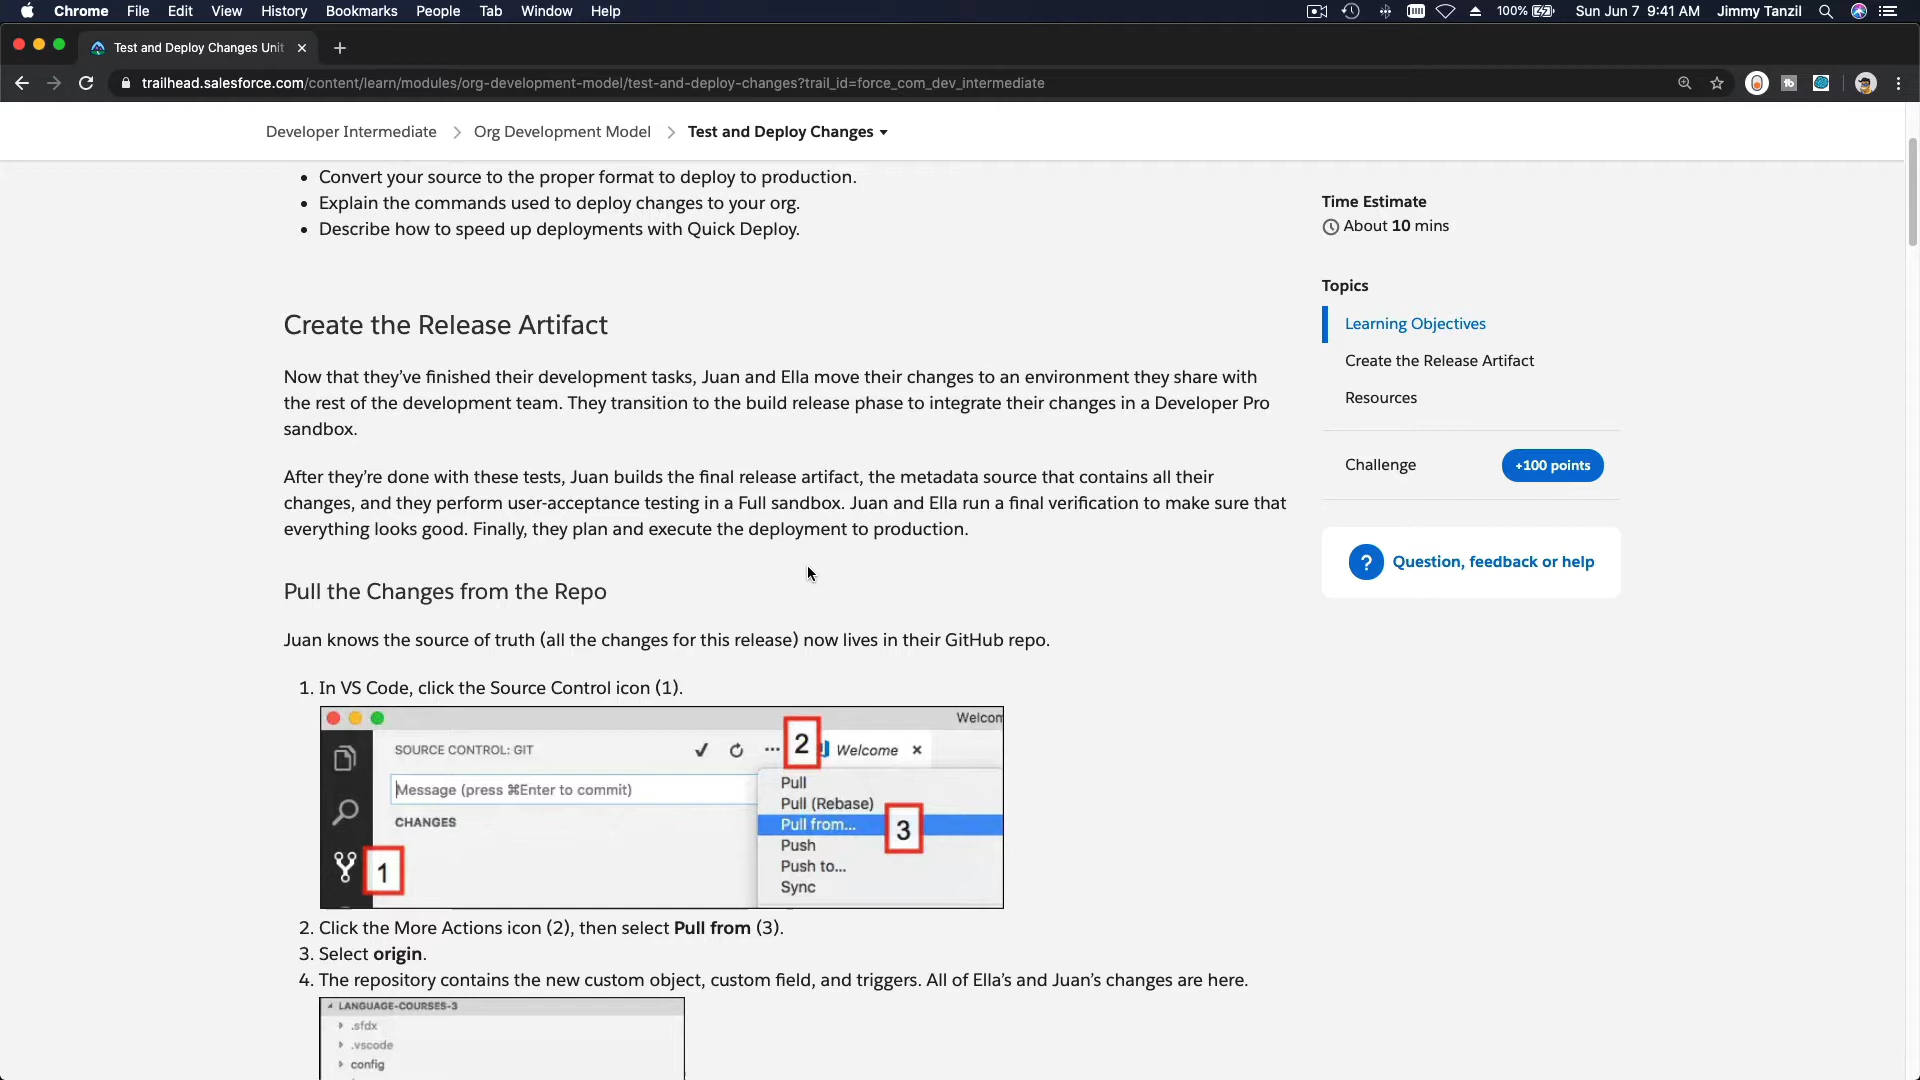 Chrome File Edit View History Bookmarks People Tab Window Help 100% Sun Jun 7 9:41 AM Jimmy Tanzil
Test and Deploy Changes Unit
trailhead.salesforce.com/content/learn/modules/org-development-model/test-and-deploy-changes?trail_id=force_com_dev_intermediate
Developer Intermediate > Org Development Model > Test and Deploy Changes
• Convert your source to the proper format to deploy to production.
• Explain the commands used to deploy changes to your org.
• Describe how to speed up deployments with Quick Deploy.
Create the Release Artifact
Now that they've finished their development tasks, Juan and Ella move their changes to an environment they share with
the rest of the development team. They transition to the build release phase to integrate their changes in a Developer Pro
sandbox.
After they're done with these tests, Juan builds the final release artifact, the metadata source that contains all their
changes, and they perform user-acceptance testing in a Full sandbox. Juan and Ella run a final verification to make sure that
everything looks good. Finally, they plan and execute the deployment to production.
Pull the Changes from the Repo
Juan knows the source of truth (all the changes for this release) now lives in their GitHub repo.
1. In VS Code, click the Source Control icon (1).
Welcom
SOURCE CONTROL: GIT
2
Welcome
Message (press ⌘Enter to commit)
CHANGES
Pull
Pull (Rebase)
Pull from...
3
Push
Push to...
Sync
1
2. Click the More Actions icon (2), then select Pull from (3).
3. Select origin.
4. The repository contains the new custom object, custom field, and triggers. All of Ella's and Juan's changes are here.
LANGUAGE-COURSES-3
.sfdx
.vscode
config
Time Estimate
About 10 mins
Topics
Learning Objectives
Create the Release Artifact
Resources
Challenge
+100 points
? Question, feedback or help